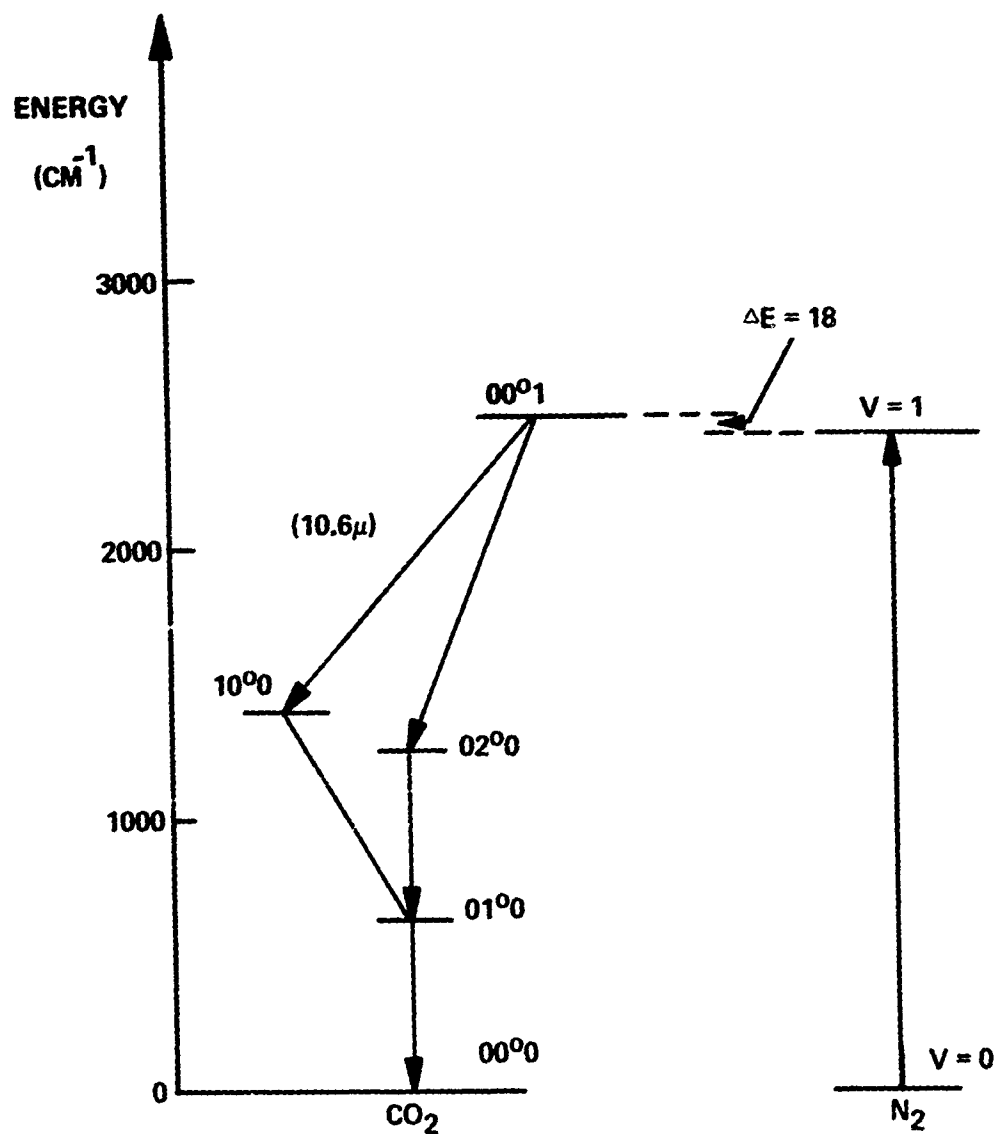 ENERGY
(CM⁻¹)
3000
ΔE = 18
00⁰1
V = 1
(10.6μ)
2000
10⁰0
02⁰0
1000
01⁰0
00⁰0
V = 0
0
CO₂
N₂